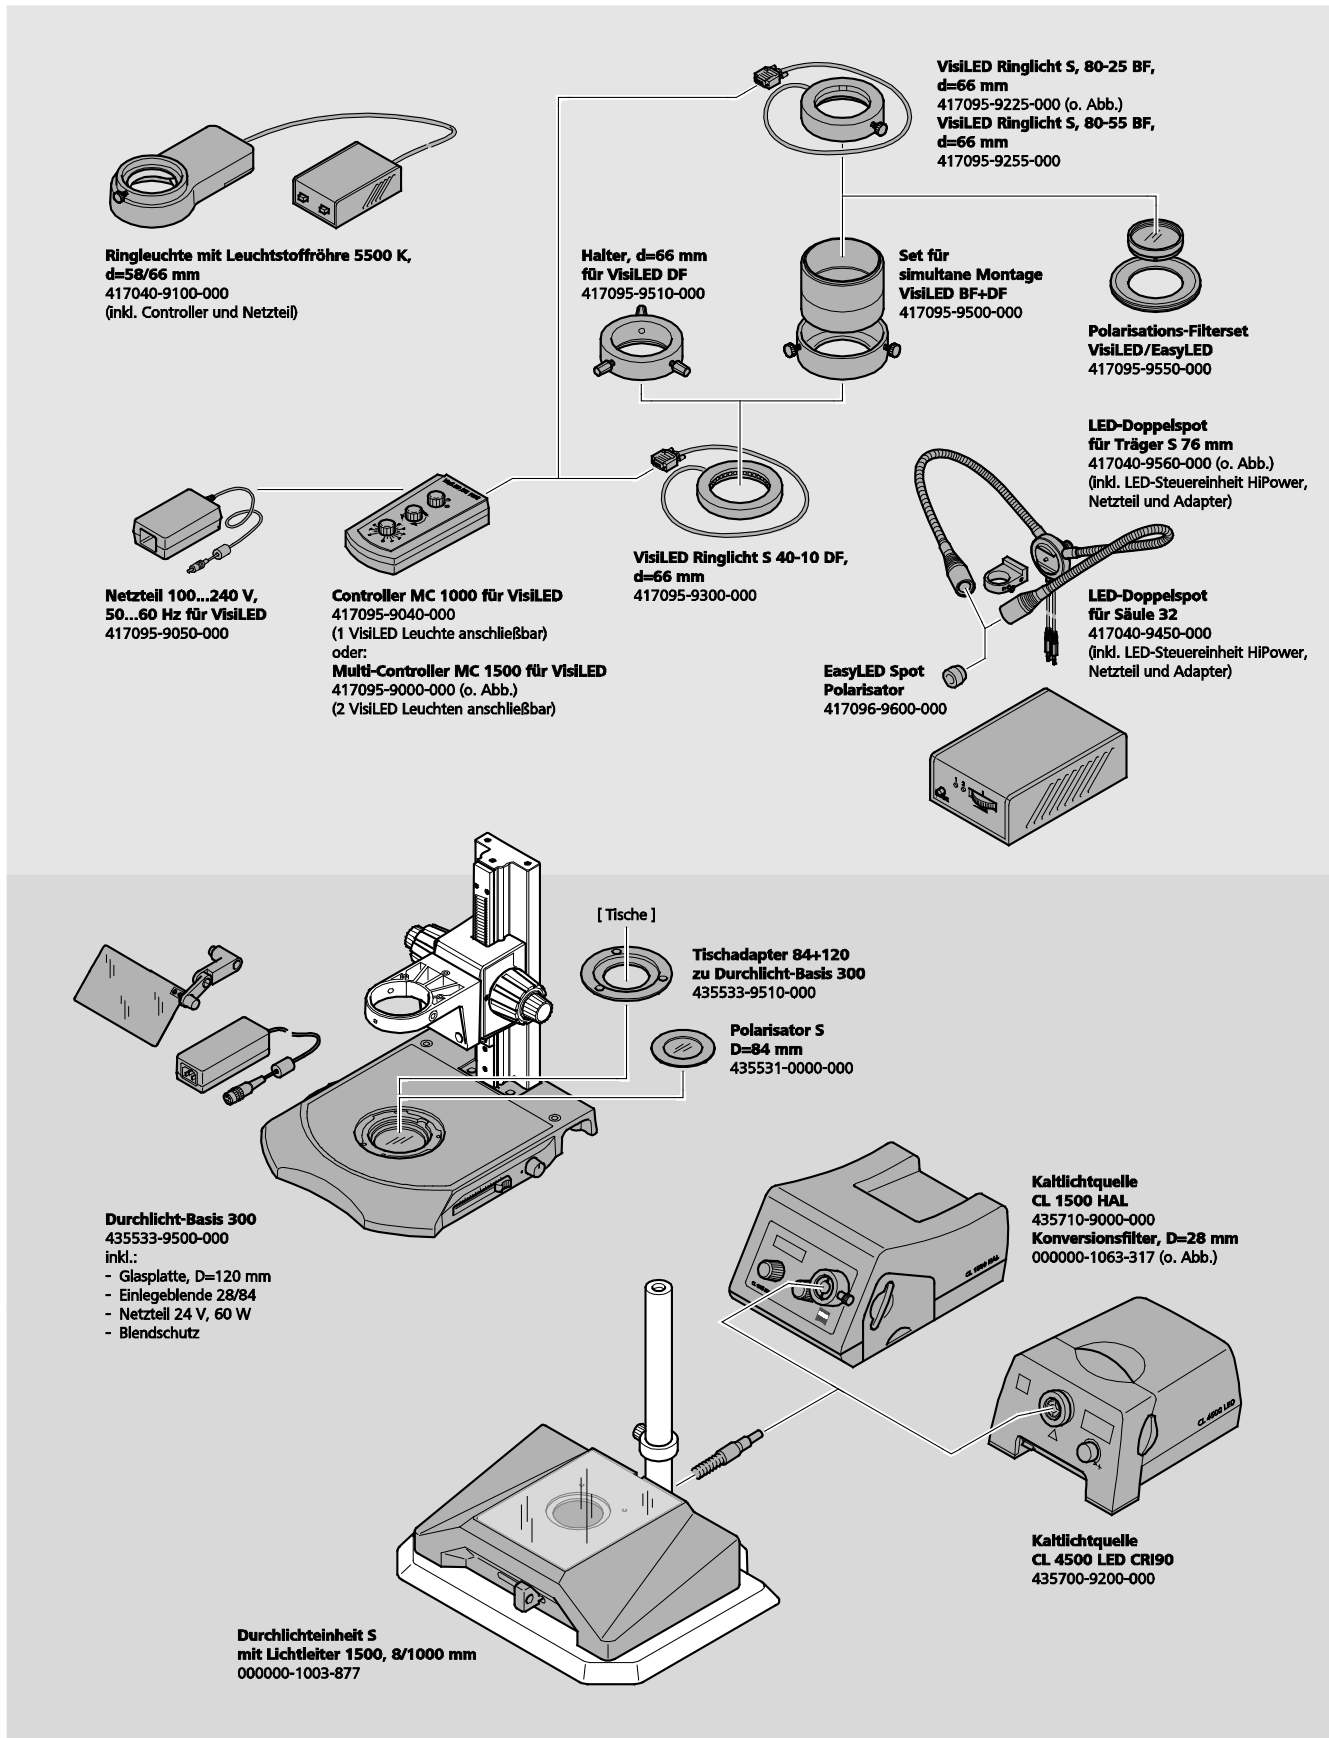 VisiLED Ringlicht S, 80-25 BF,
d=66 mm
417095-9225-000 (o. Abb.)
VisiLED Ringlicht S, 80-55 BF,
d=66 mm
417095-9255-000
Ringleuchte mit Leuchtstoffröhre 5500 K,
d=58/66 mm
417040-9100-000
(inkl. Controller und Netzteil)
Halter, d=66 mm
für VisiLED DF
417095-9510-000
Set für
simultane Montage
VisiLED BF+DF
417095-9500-000
Polarisations-Filterset
VisiLED/EasyLED
417095-9550-000
LED-Doppelspot
für Träger S 76 mm
417040-9560-000 (o. Abb.)
(inkl. LED-Steuereinheit HiPower,
Netzteil und Adapter)
VisiLED Ringlicht S 40-10 DF,
d=66 mm
417095-9300-000
Netzteil 100...240 V,
50...60 Hz für VisiLED
417095-9050-000
Controller MC 1000 für VisiLED
417095-9040-000
(1 VisiLED Leuchte anschließbar)
oder:
Multi-Controller MC 1500 für VisiLED
417095-9000-000 (o. Abb.)
(2 VisiLED Leuchten anschließbar)
LED-Doppelspot
für Säule 32
417040-9450-000
(inkl. LED-Steuereinheit HiPower,
Netzteil und Adapter)
EasyLED Spot
Polarisator
417096-9600-000
1 2
[ Tische ]
Tischadapter 84+120
zu Durchlicht-Basis 300
435533-9510-000
Polarisator S
D=84 mm
435531-0000-000
Durchlicht-Basis 300
435533-9500-000
inkl.:
- Glasplatte, D=120 mm
- Einlegeblende 28/84
- Netzteil 24 V, 60 W
- Blendschutz
Kaltlichtquelle
CL 1500 HAL
435710-9000-000
Konversionsfilter, D=28 mm
000000-1063-317 (o. Abb.)
CL 1500 HAL
CL 4500 LED
Kaltlichtquelle
CL 4500 LED CRI90
435700-9200-000
Durchlichteinheit S
mit Lichtleiter 1500, 8/1000 mm
000000-1003-877